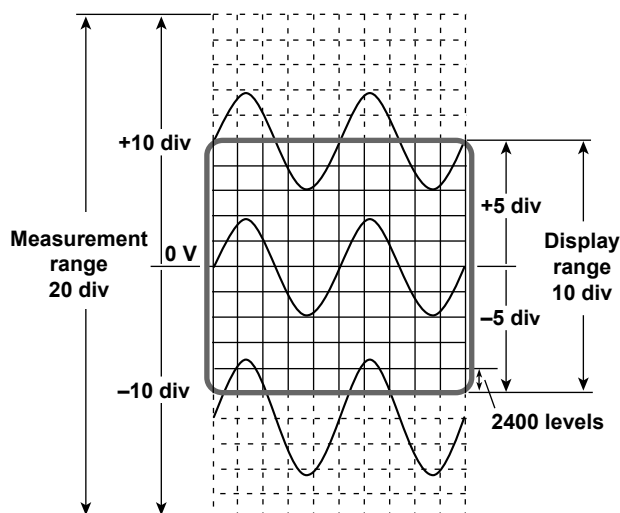 +10 div
+5 div
Measurement
range
20 div
0 V
Display
range
10 div
–5 div
–10 div
2400 levels